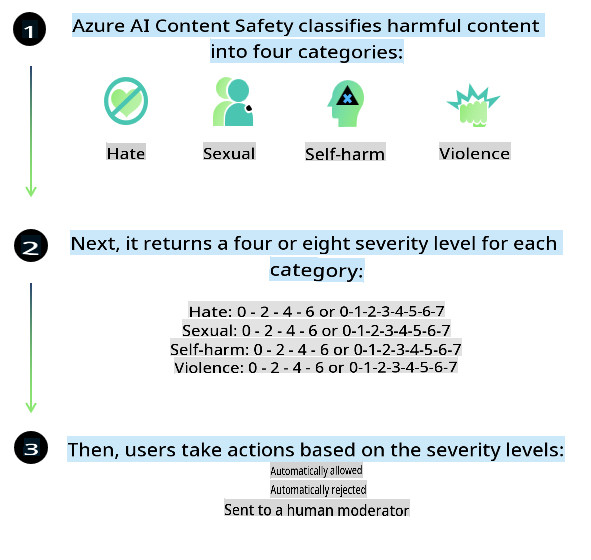 1
Azure AI Content Safety classifies harmful content
into four categories:
Hate
Sexual
Self-harm
Violence
2
Next, it returns a four or eight severity level for each
category:
Hate: 0 - 2 - 4 - 6 or 0-1-2-3-4-5-6-7
Sexual: 0 - 2 - 4 - 6 or 0-1-2-3-4-5-6-7
Self-harm: 0 - 2 - 4 - 6 or 0-1-2-3-4-5-6-7
Violence: 0 - 2 - 4 - 6 or 0-1-2-3-4-5-6-7
3
Then, users take actions based on the severity levels:
Automatically allowed
Automatically rejected
Sent to a human moderator